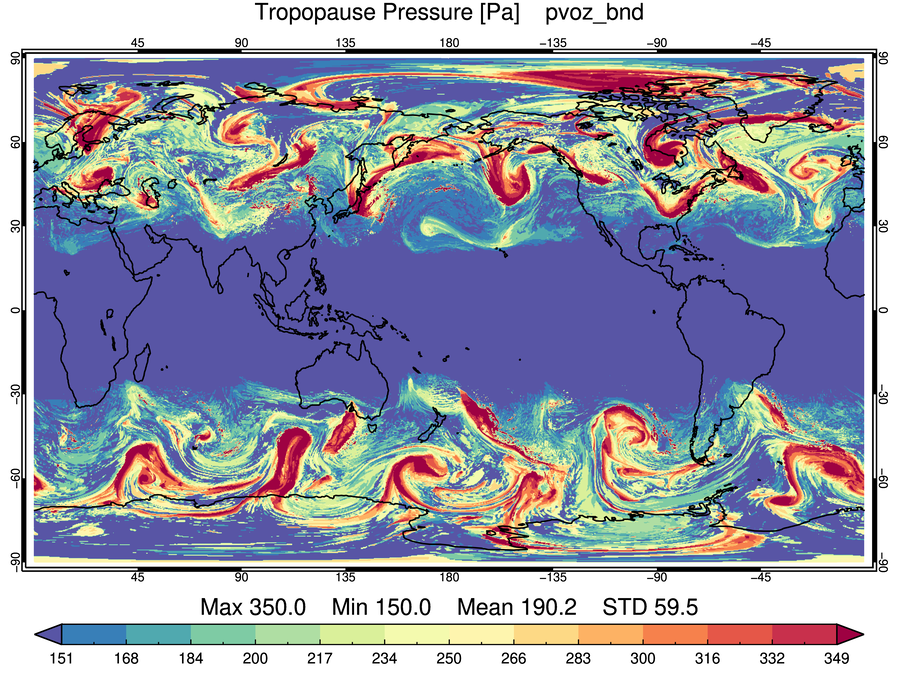 Tropopause Pressure [Pa] pvoz_bnd
45 90 135 180 −135 −90 −45
90 90
60 60
30 30
0 0
−30 −30
−60 −60
−90 −90
45 90 135 180 −135 −90 −45
Max 350.0 Min 150.0 Mean 190.2 STD 59.5
151 168 184 200 217 234 250 266 283 300 316 332 349